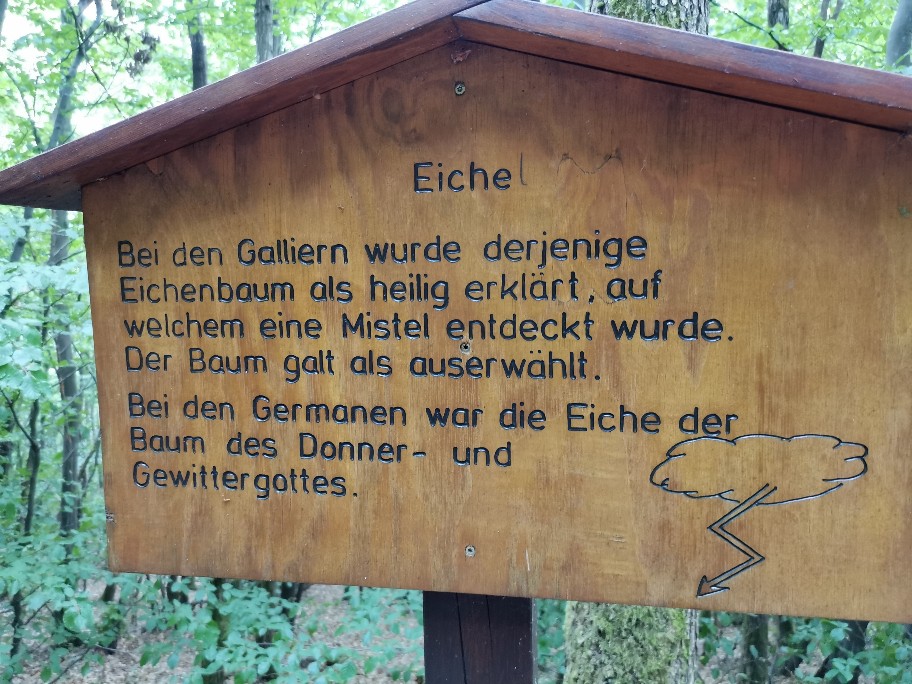 Eichel
Bei den Galliern wurde derjenige
Eichenbaum als heilig erklärt, auf
welchem eine Mistel entdeckt wurde.
Der Baum galt als auserwählt.
Bei den Germanen war die Eiche der
Baum des Donner- und
Gewittergottes.